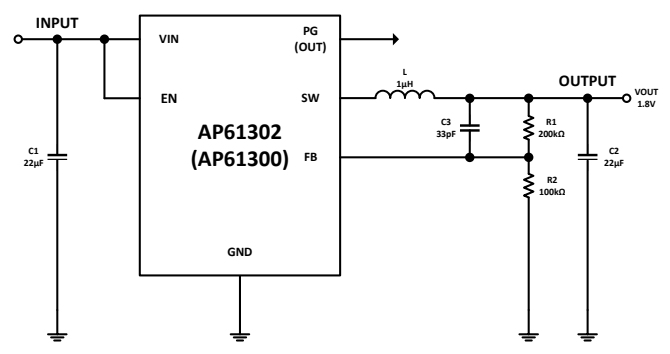 INPUT
VIN
EN
PG
(OUT)
SW
FB
GND
AP61302
(AP61300)
C1
22μF
L
1μH
C3
33pF
R1
200kΩ
R2
100kΩ
C2
22μF
OUTPUT
VOUT
1.8V